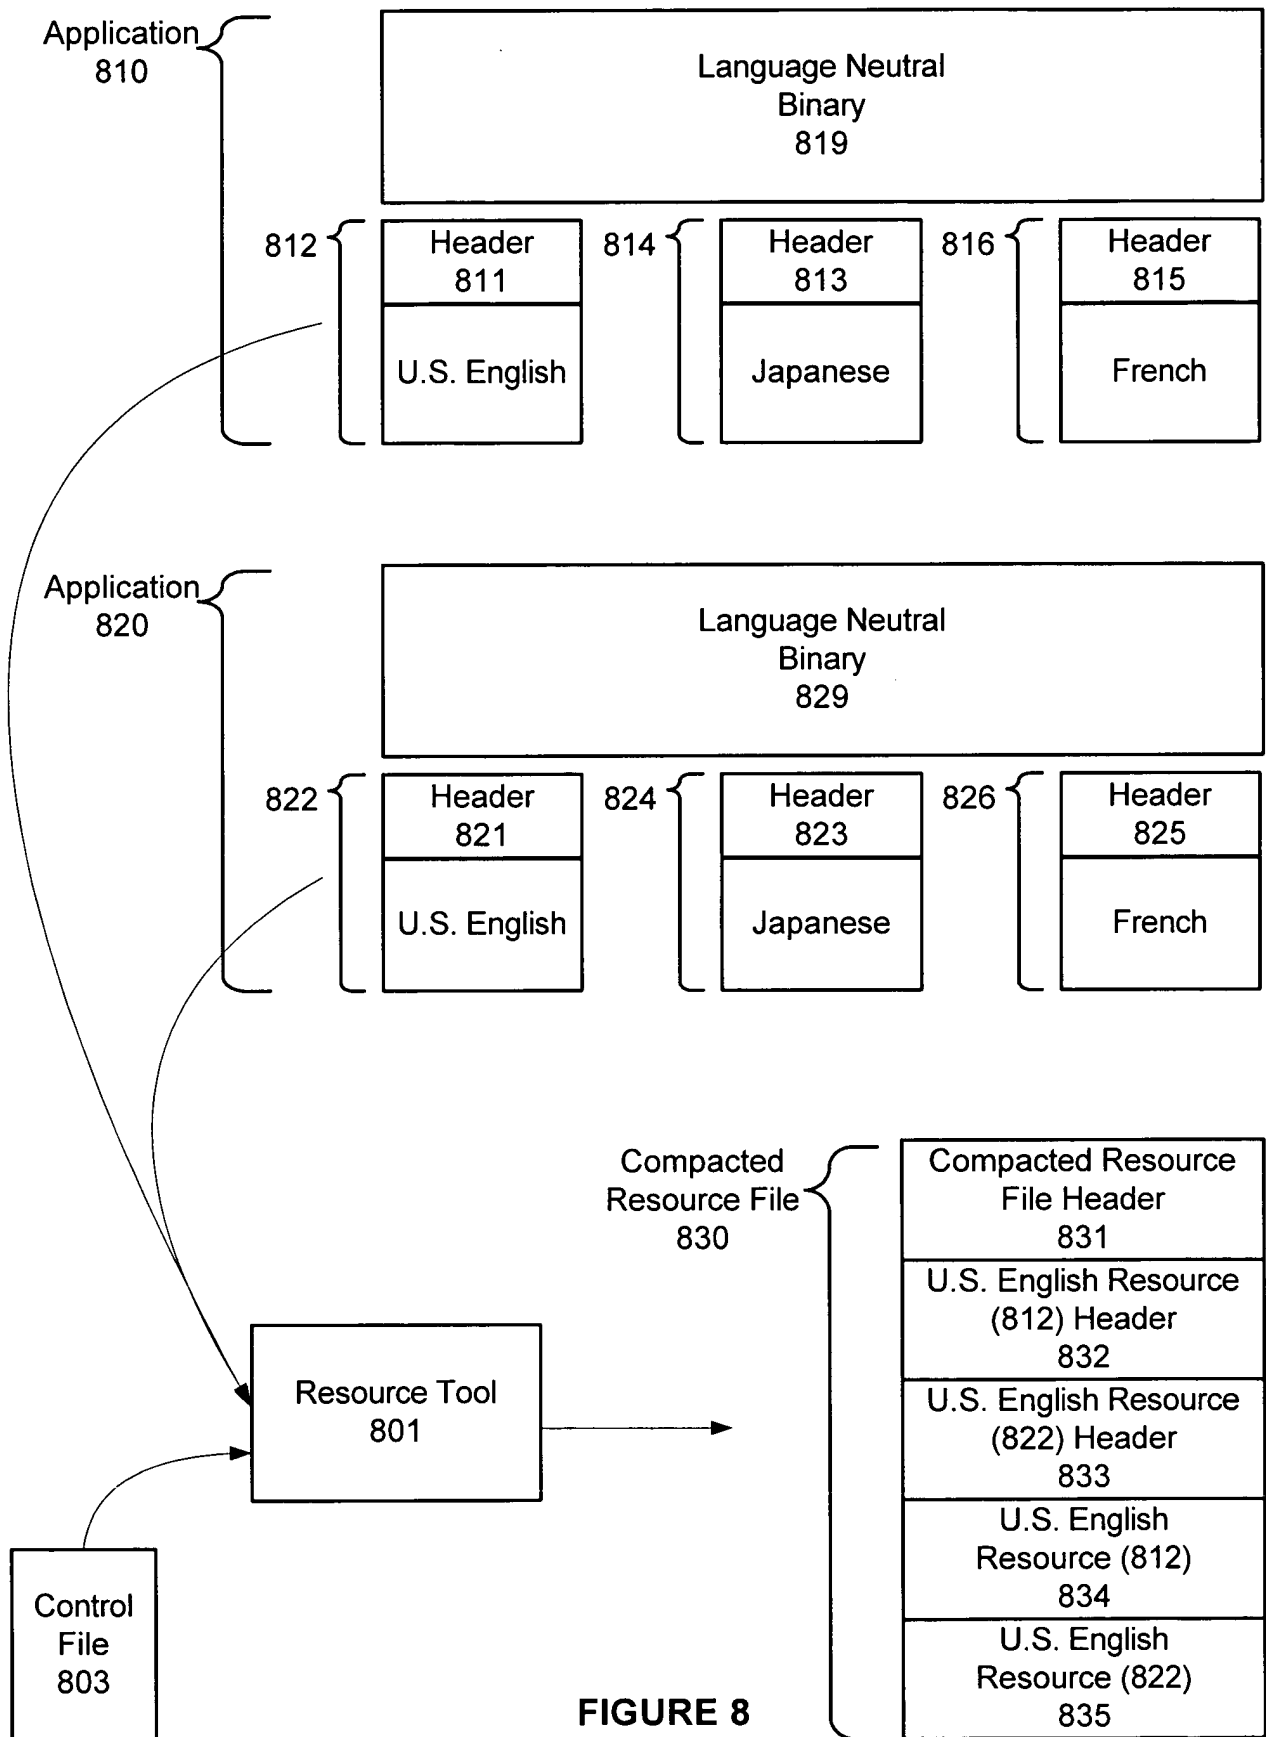 Application
810
Language Neutral
Binary
819
812
Header
811
U.S. English
814
Header
813
Japanese
816
Header
815
French
Application
820
Language Neutral
Binary
829
822
Header
821
U.S. English
824
Header
823
Japanese
826
Header
825
French
Compacted
Resource File
830
Compacted Resource
File Header
831
U.S. English Resource
(812) Header
832
U.S. English Resource
(822) Header
833
U.S. English
Resource (812)
834
U.S. English
Resource (822)
835
Resource Tool
801
Control
File
803
FIGURE 8